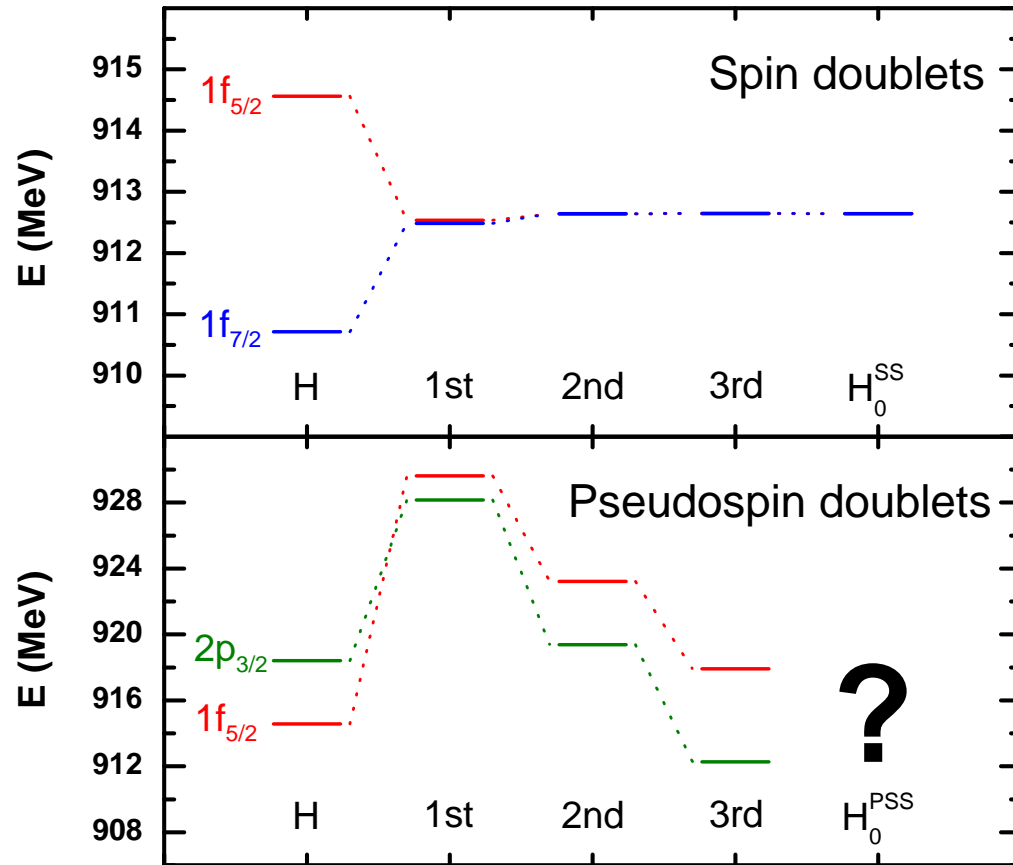 Spin doublets
E (MeV)
915
914
913
912
911
910
1f5/2
1f7/2
H 1st 2nd 3rd H0SS
Pseudospin doublets
E (MeV)
928
924
920
916
912
908
2p3/2
1f5/2
?
H 1st 2nd 3rd H0PSS